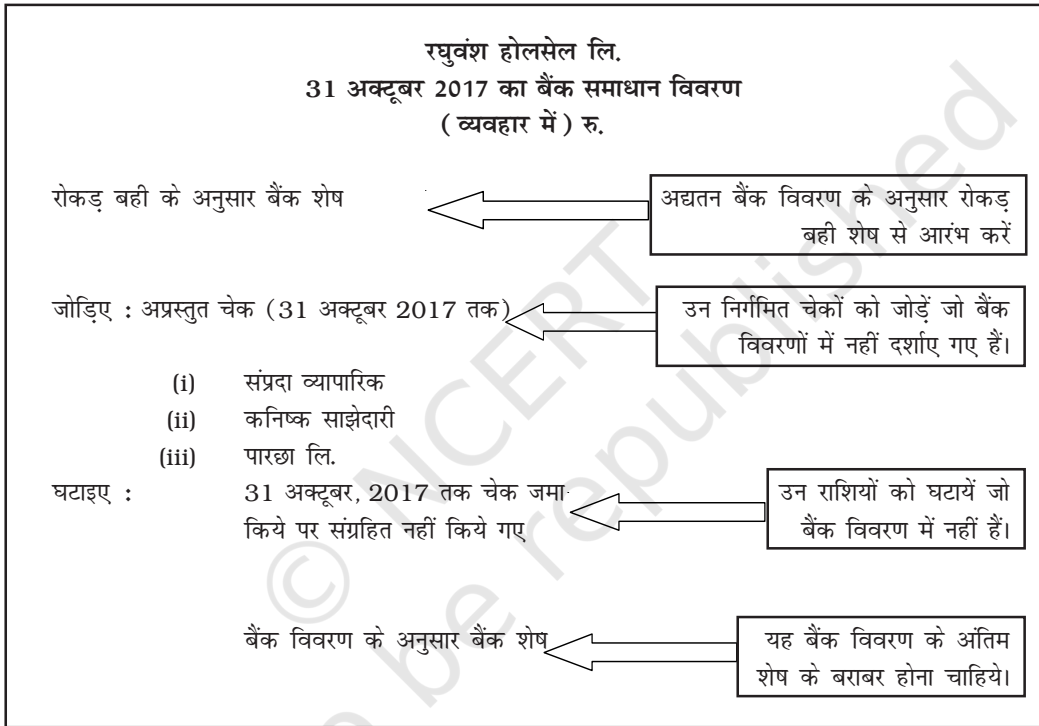 रघुवंश होलसेल लि.
31 अक्टूबर 2017 का बैंक समाधान विवरण
( व्यवहार में ) रु.
रोकड़ बही के अनुसार बैंक शेष
अद्यतन बैंक विवरण के अनुसार रोकड़
बही शेष से आरंभ करें
जोड़िए : अप्रस्तुत चेक (31 अक्टूबर 2017 तक)
उन निर्गमित चेकों को जोड़ें जो बैंक
विवरणों में नहीं दर्शाए गए हैं।
(i) संप्रदा व्यापारिक
(ii) कनिष्क साझेदारी
(iii) पारछा लि.
घटाइए : 31 अक्टूबर, 2017 तक चेक जमा
किये पर संग्रहित नहीं किये गए
उन राशियों को घटायें जो
बैंक विवरण में नहीं हैं।
बैंक विवरण के अनुसार बैंक शेष
यह बैंक विवरण के अंतिम
शेष के बराबर होना चाहिये।
© NCERT
be republished